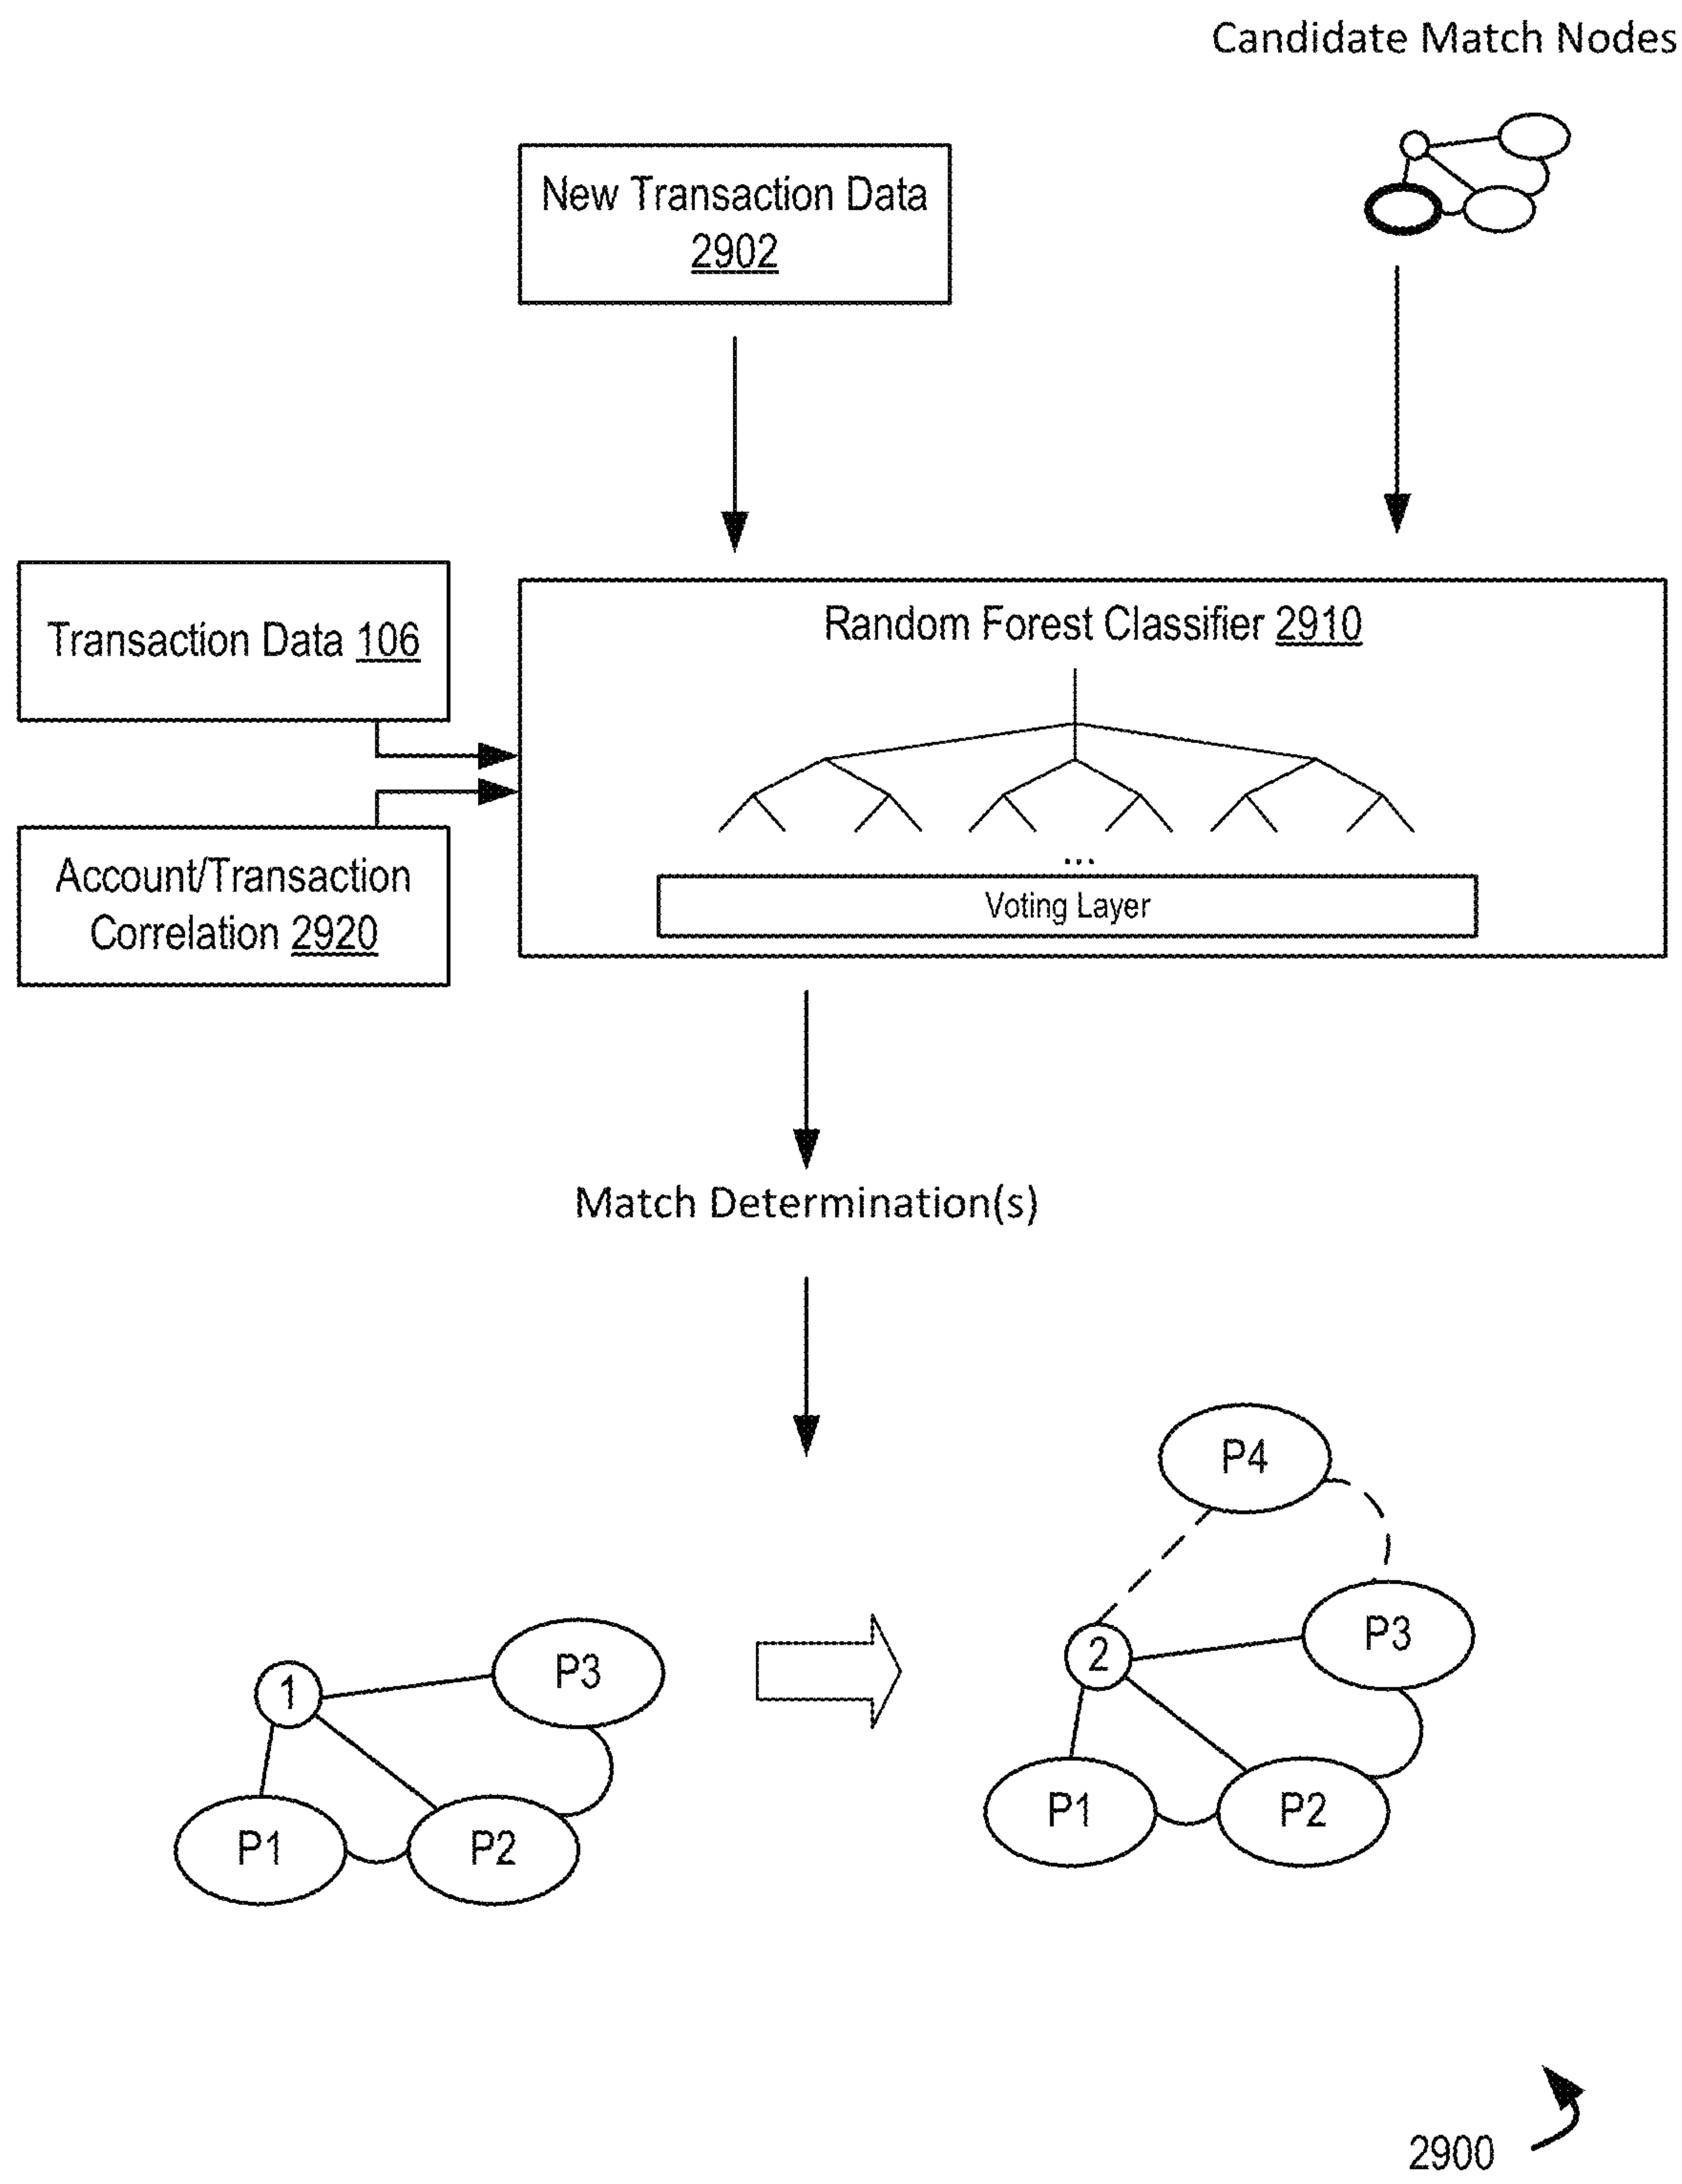 Candidate Match Nodes
New Transaction Data
2902
Transaction Data 106
Random Forest Classifier 2910
...
Voting Layer
Account/Transaction
Correlation 2920
Match Determination(s)
P4
1
P3
P1
P2
2
P3
P1
P2
2900